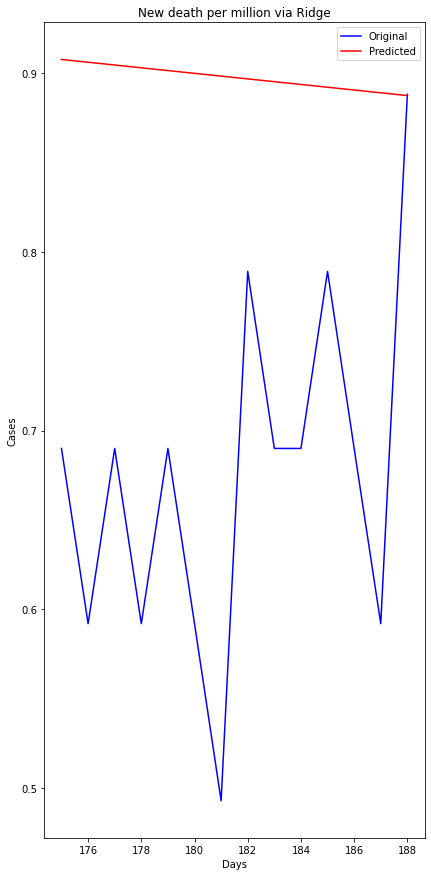 New death per million via Ridge
Original
Predicted
0.9
0.8
0.7
0.6
0.5
Cases
176 178 180 182 184 186 188
Days